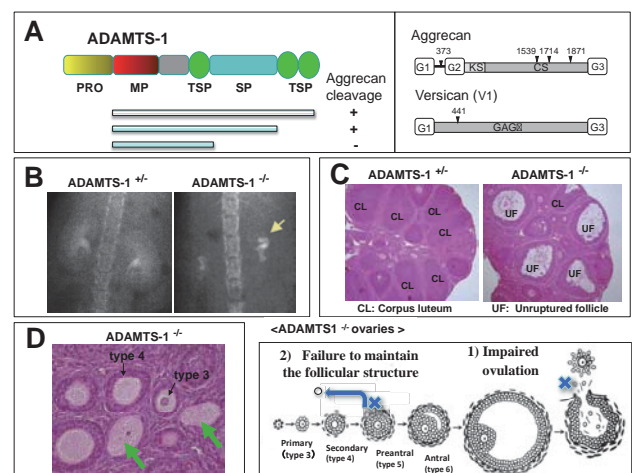 A
ADAMTS-1
PRO MP TSP SP TSP
Aggrecan
cleavage
+
+
-
Aggrecan
373 1539 1714 1871
G1 G2 KS CS G3
Versican (V1)
441
G1 GAG G3
B
ADAMTS-1 +/- ADAMTS-1 -/-
C
ADAMTS-1 +/- ADAMTS-1 -/-
CL CL CL CL CL CL CL
UF CL UF UF UF
CL: Corpus luteum UF: Unruptured follicle
D
ADAMTS-1 -/-
type 4
type 3
<ADAMTS1 -/- ovaries >
2) Failure to maintain
the follicular structure
1) Impaired
ovulation
Primary
(type 3)
Secondary
(type 4)
Preantral
(type 5)
Antral
(type 6)